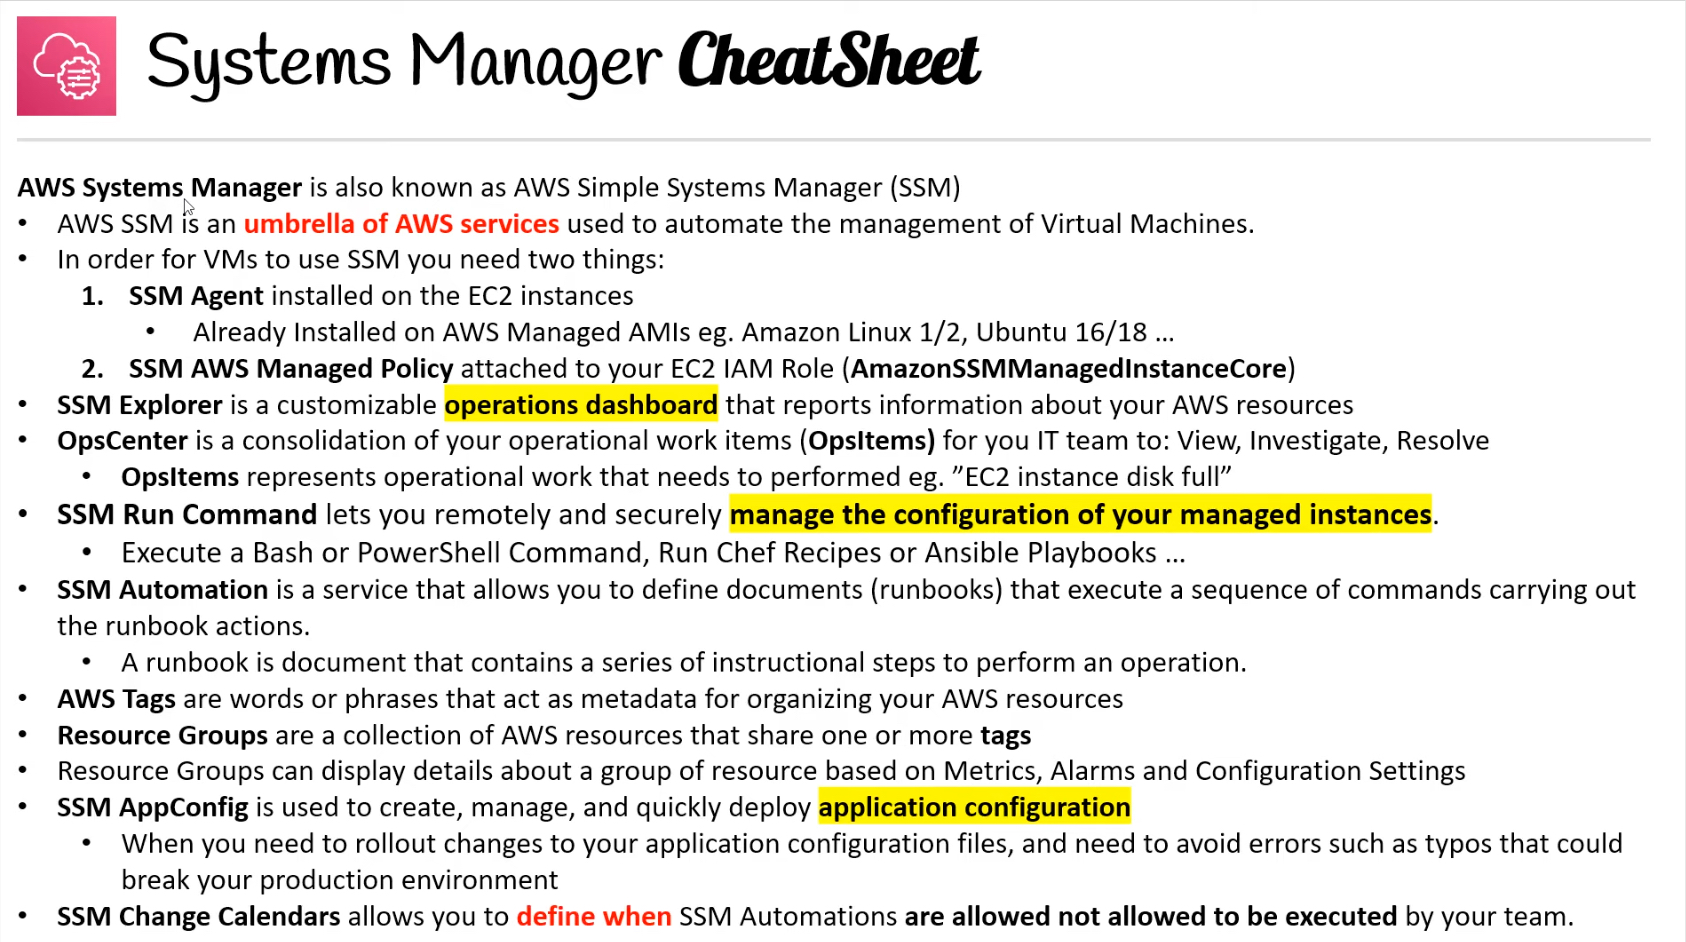 Systems Manager CheatSheet
AWS Systems Manager is also known as AWS Simple Systems Manager (SSM)
• AWS SSM is an umbrella of AWS services used to automate the management of Virtual Machines.
• In order for VMs to use SSM you need two things:
1. SSM Agent installed on the EC2 instances
• Already Installed on AWS Managed AMIs eg. Amazon Linux 1/2, Ubuntu 16/18 ...
2. SSM AWS Managed Policy attached to your EC2 IAM Role (AmazonSSMManagedInstanceCore)
• SSM Explorer is a customizable operations dashboard that reports information about your AWS resources
• OpsCenter is a consolidation of your operational work items (OpsItems) for you IT team to: View, Investigate, Resolve
• OpsItems represents operational work that needs to performed eg. ”EC2 instance disk full”
• SSM Run Command lets you remotely and securely manage the configuration of your managed instances.
• Execute a Bash or PowerShell Command, Run Chef Recipes or Ansible Playbooks ...
• SSM Automation is a service that allows you to define documents (runbooks) that execute a sequence of commands carrying out
the runbook actions.
• A runbook is document that contains a series of instructional steps to perform an operation.
• AWS Tags are words or phrases that act as metadata for organizing your AWS resources
• Resource Groups are a collection of AWS resources that share one or more tags
• Resource Groups can display details about a group of resource based on Metrics, Alarms and Configuration Settings
• SSM AppConfig is used to create, manage, and quickly deploy application configuration
• When you need to rollout changes to your application configuration files, and need to avoid errors such as typos that could
break your production environment
• SSM Change Calendars allows you to define when SSM Automations are allowed not allowed to be executed by your team.